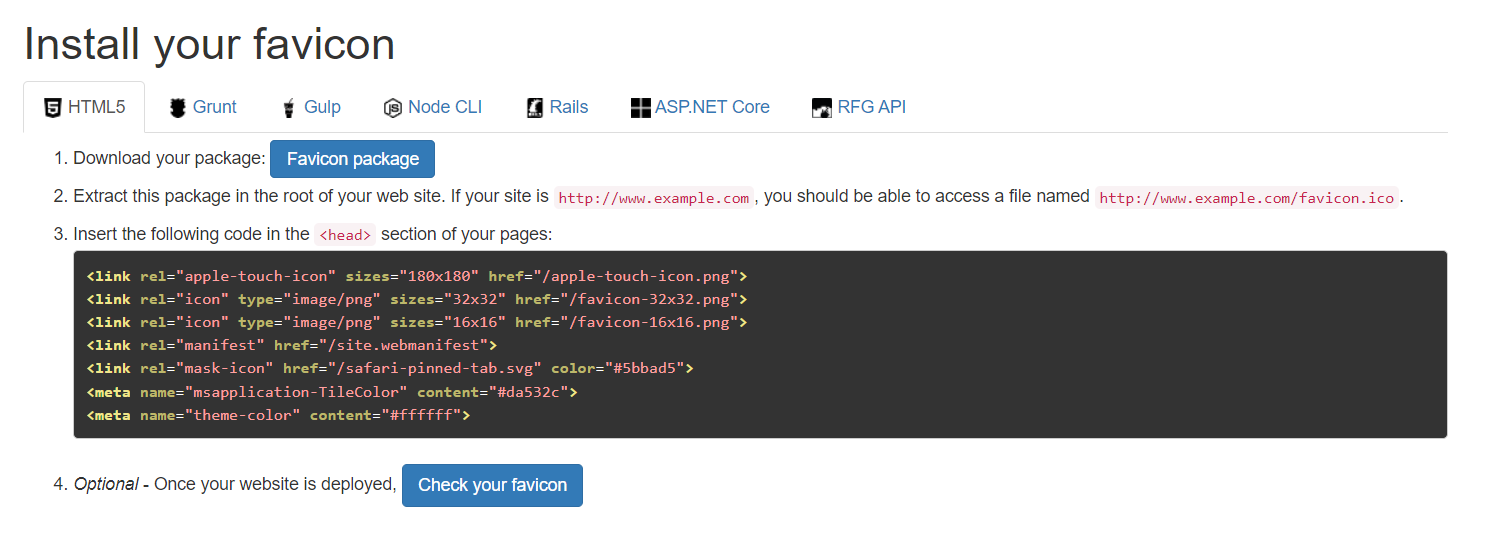 Install your favicon
HTML5 Grunt Gulp Node CLI Rails ASP.NET Core RFG API
1. Download your package: Favicon package
2. Extract this package in the root of your web site. If your site is http://www.example.com , you should be able to access a file named http://www.example.com/favicon.ico .
3. Insert the following code in the <head> section of your pages:
<link rel="apple-touch-icon" sizes="180x180" href="/apple-touch-icon.png">
<link rel="icon" type="image/png" sizes="32x32" href="/favicon-32x32.png">
<link rel="icon" type="image/png" sizes="16x16" href="/favicon-16x16.png">
<link rel="manifest" href="/site.webmanifest">
<link rel="mask-icon" href="/safari-pinned-tab.svg" color="#5bbad5">
<meta name="msapplication-TileColor" content="#da532c">
<meta name="theme-color" content="#ffffff">
4. Optional - Once your website is deployed, Check your favicon